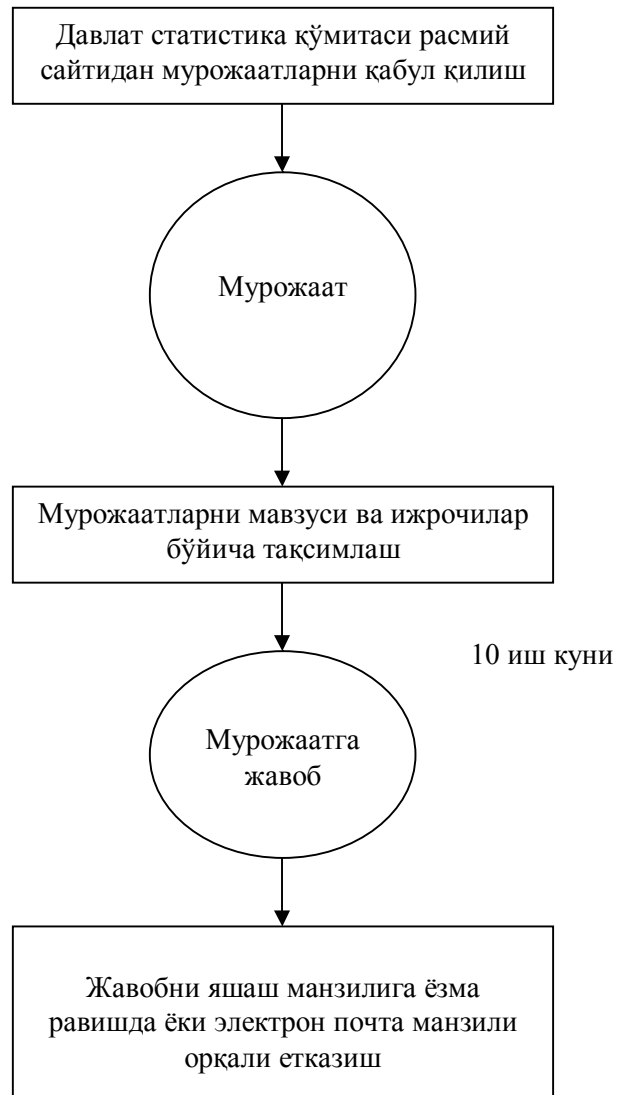 Давлат статистика қўмитаси расмий
сайтидан мурожаатларни қабул қилиш
Мурожаат
Мурожаатларни мавзуси ва ижрочилар
бўйича тақсимлаш
10 иш куни
Мурожаатга
жавоб
Жавобни яшаш манзилига ёзма
равишда ёки электрон почта манзили
орқали етказиш